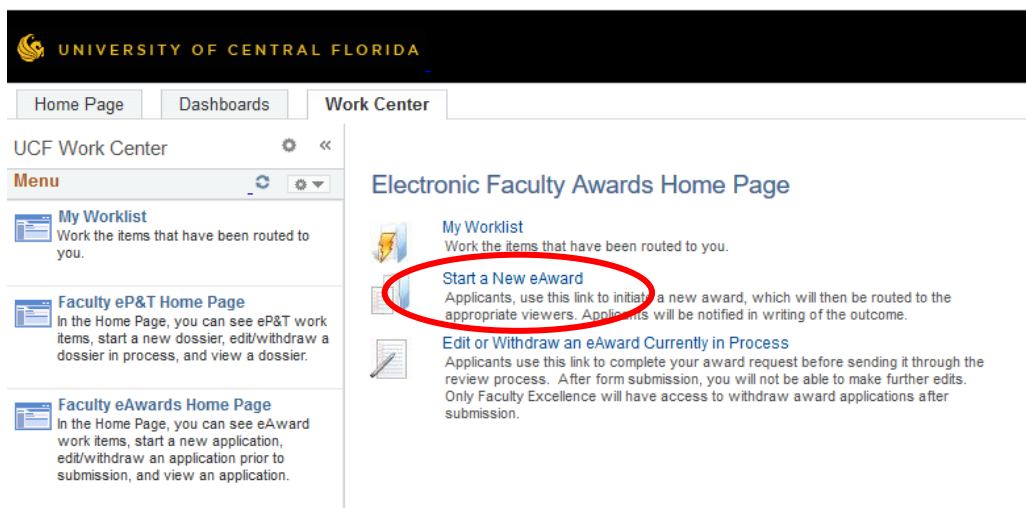 UNIVERSITY OF CENTRAL FLORIDA
Home Page
Dashboards
Work Center
UCF Work Center
Menu
My Worklist
Work the items that have been routed to
you.
Faculty eP&T Home Page
In the Home Page, you can see eP&T work
items, start a new dossier, edit/withdraw a
dossier in process, and view a dossier.
Faculty eAwards Home Page
In the Home Page, you can see eAward
work items, start a new application,
edit/withdraw an application prior to
submission, and view an application.
Electronic Faculty Awards Home Page
My Worklist
Work the items that have been routed to you.
Start a New eAward
Applicants, use this link to initiate a new award, which will then be routed to the
appropriate viewers. Applicants will be notified in writing of the outcome.
Edit or Withdraw an eAward Currently in Process
Applicants use this link to complete your award request before sending it through the
review process. After form submission, you will not be able to make further edits.
Only Faculty Excellence will have access to withdraw award applications after
submission.